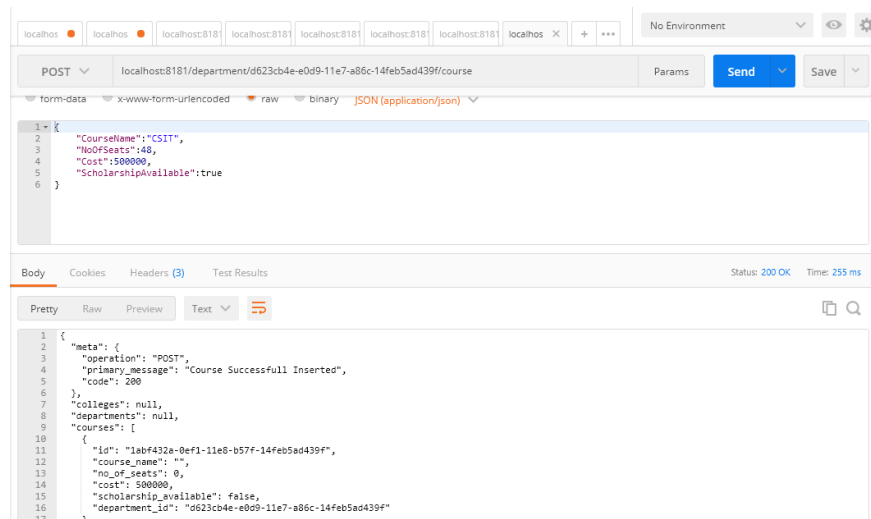 localhos localhos localhost:8181 localhost:8181 localhost:8181 localhost:8181 localhost:8181 localhos × + ••• No Environment
POST localhost:8181/department/d623cb4e-e0d9-11e7-a86c-14feb5ad439f/course Params Send Save
form-data x-www-form-urlencoded raw binary JSON (application/json)
1 {
2 "CourseName":"CSIT",
3 "NoOfSeats":48,
4 "Cost":500000,
5 "ScholarshipAvailable":true
6 }
Body Cookies Headers (3) Test Results Status: 200 OK Time: 255 ms
Pretty Raw Preview Text
1 {
2 "meta": {
3 "operation": "POST",
4 "primary_message": "Course Successfull Inserted",
5 "code": 200
6 },
7 "colleges": null,
8 "departments": null,
9 "courses": [
10 {
11 "id": "1abf432a-0ef1-11e8-b57f-14feb5ad439f",
12 "course_name": "",
13 "no_of_seats": 0,
14 "cost": 500000,
15 "scholarship_available": false,
16 "department_id": "d623cb4e-e0d9-11e7-a86c-14feb5ad439f"
17 }